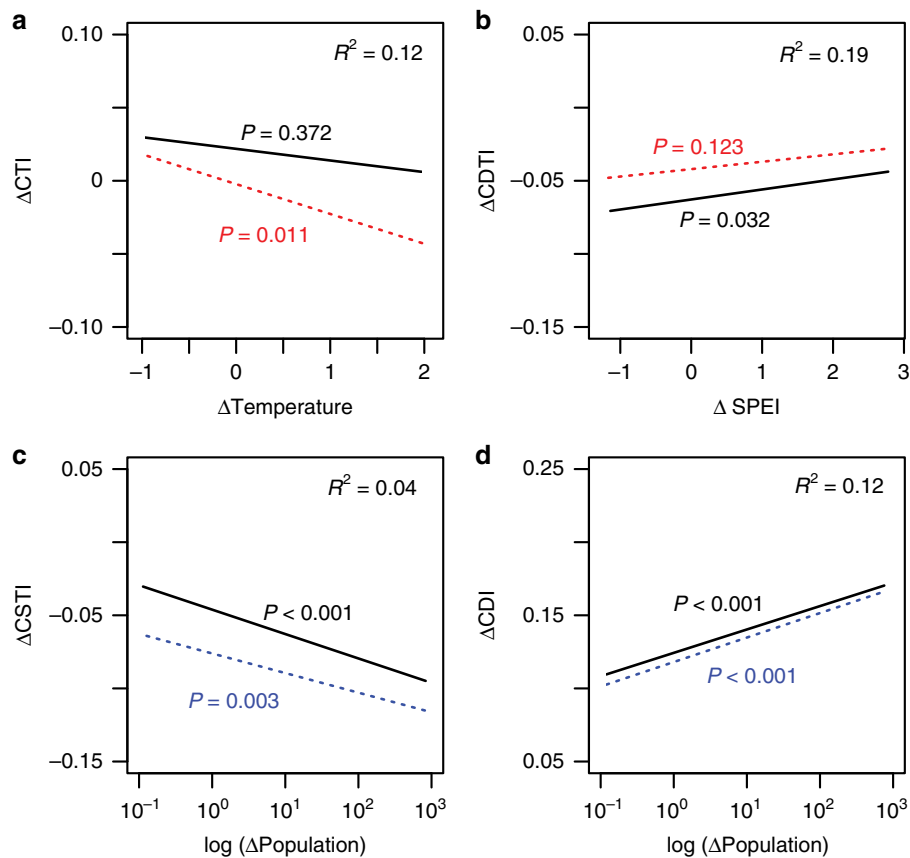 a
0.10
0
−0.10
ΔCTI
R² = 0.12
P = 0.372
P = 0.011
−1
0
1
2
ΔTemperature
b
0.05
−0.05
−0.15
ΔCDTI
R² = 0.19
P = 0.123
P = 0.032
−1
0
1
2
3
Δ SPEI
c
0.05
−0.05
−0.15
ΔCSTI
R² = 0.04
P < 0.001
P = 0.003
10⁻¹
10⁰
10¹
10²
10³
log (ΔPopulation)
d
0.25
0.15
0.05
ΔCDI
R² = 0.12
P < 0.001
P < 0.001
10⁻¹
10⁰
10¹
10²
10³
log (ΔPopulation)